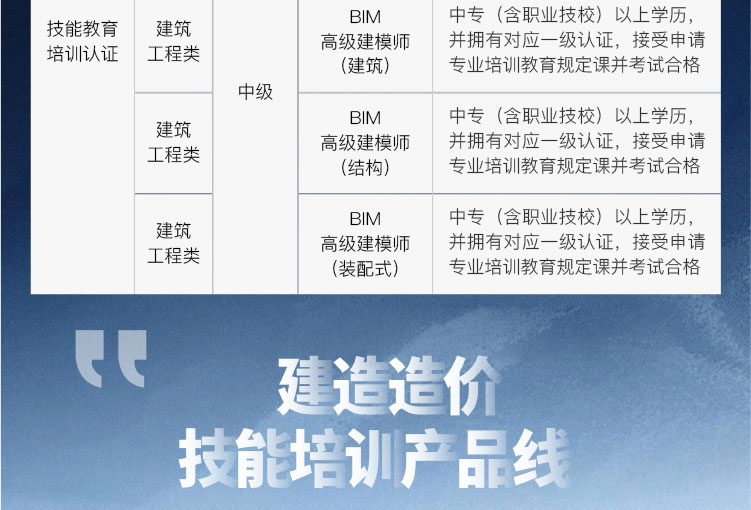 技能教育
培训认证
建筑
工程类
中级
BIM
高级建模师
（建筑）
中专（含职业技校）以上学历，
并拥有对应一级认证，接受申请
专业培训教育规定课并考试合格
建筑
工程类
BIM
高级建模师
（结构）
中专（含职业技校）以上学历，
并拥有对应一级认证，接受申请
专业培训教育规定课并考试合格
建筑
工程类
BIM
高级建模师
（装配式）
中专（含职业技校）以上学历，
并拥有对应一级认证，接受申请
专业培训教育规定课并考试合格
建造造价
技能培训产品线